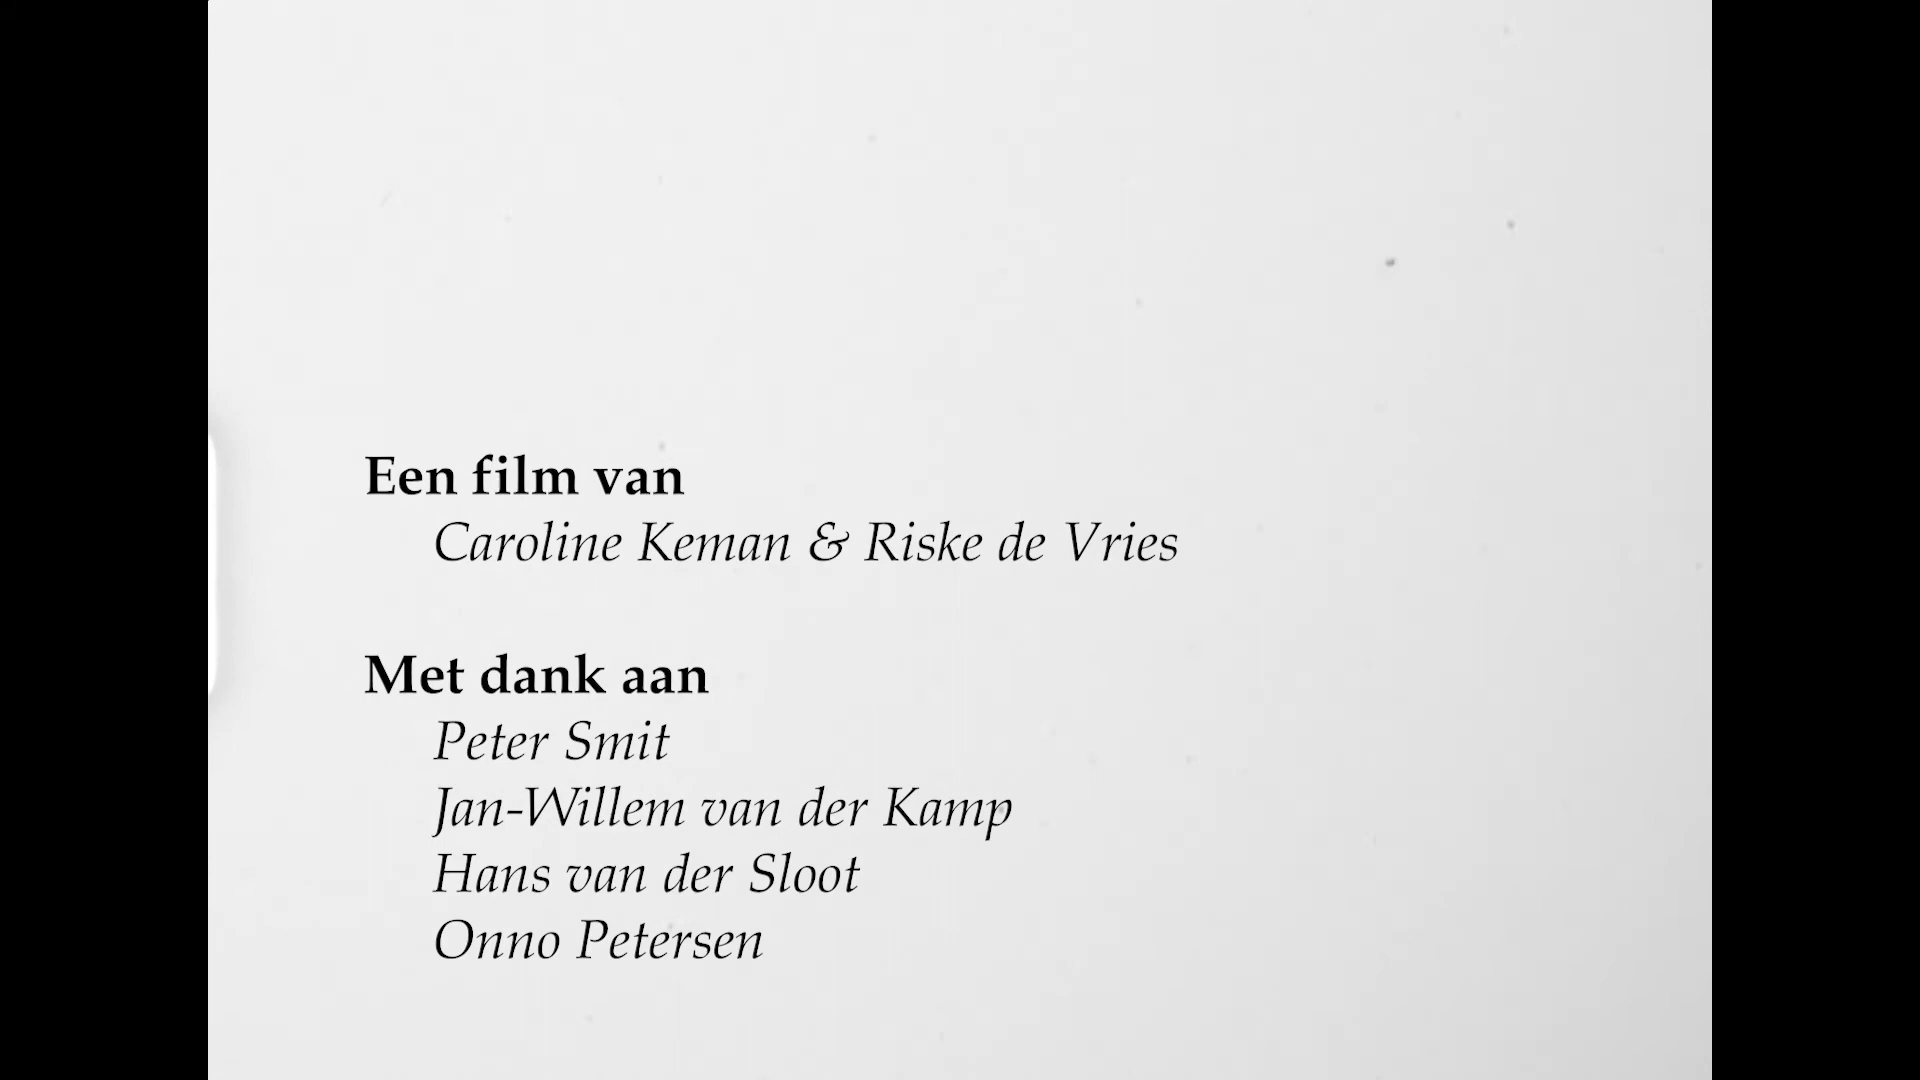 Een film van
Caroline Keman & Riske de Vries
Met dank aan
Peter Smit
Jan-Willem van der Kamp
Hans van der Sloot
Onno Petersen